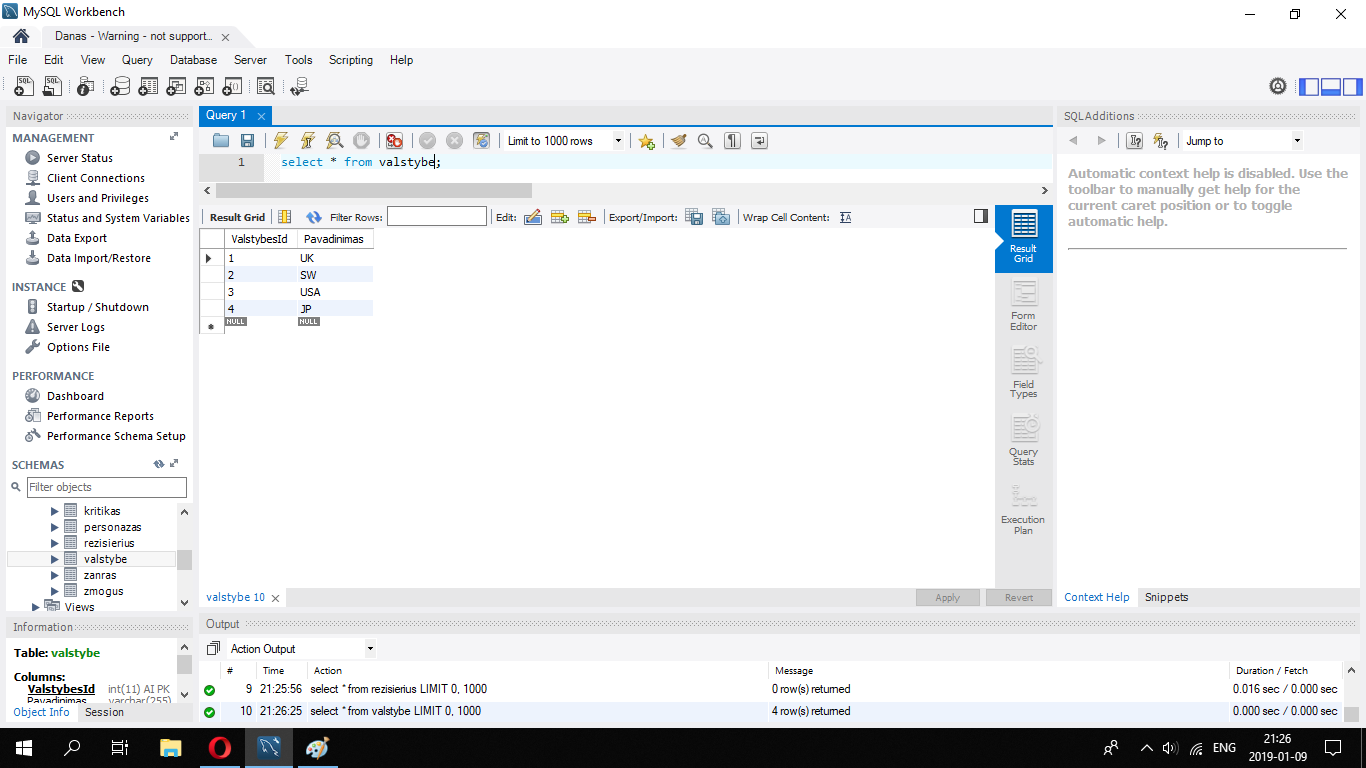 MySQL Workbench
Danas - Warning - not support...
File Edit View Query Database Server Tools Scripting Help
Navigator
MANAGEMENT
Server Status
Client Connections
Users and Privileges
Status and System Variables
Data Export
Data Import/Restore
INSTANCE
Startup / Shutdown
Server Logs
Options File
PERFORMANCE
Dashboard
Performance Reports
Performance Schema Setup
SCHEMAS
Filter objects
kritikas
personazas
rezisierius
valstybe
zanras
zmogus
Views
Information
Table: valstybe
Columns:
ValstybesId int(11) AI PK
Pavadinimas varchar(255)
Object Info Session
Query 1
Limit to 1000 rows
1 select * from valstybe;
Result Grid Filter Rows: Edit: Export/Import: Wrap Cell Content:
ValstybesId Pavadinimas
1 UK
2 SW
3 USA
4 JP
NULL NULL
Result Grid
Form Editor
Field Types
Query Stats
Execution Plan
valstybe 10
Apply Revert
SQLAdditions
Jump to
Automatic context help is disabled. Use the
toolbar to manually get help for the
current caret position or to toggle
automatic help.
Context Help Snippets
Output
Action Output
# Time Action Message Duration / Fetch
9 21:25:56 select * from rezisierius LIMIT 0, 1000 0 row(s) returned 0.016 sec / 0.000 sec
10 21:26:25 select * from valstybe LIMIT 0, 1000 4 row(s) returned 0.000 sec / 0.000 sec
ENG
21:26
2019-01-09